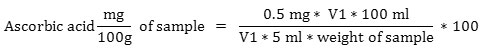 Ascorbic acid mg/100g of sample = 0.5 mg * V1 * 100 ml / V1 * 5 ml * weight of sample * 100